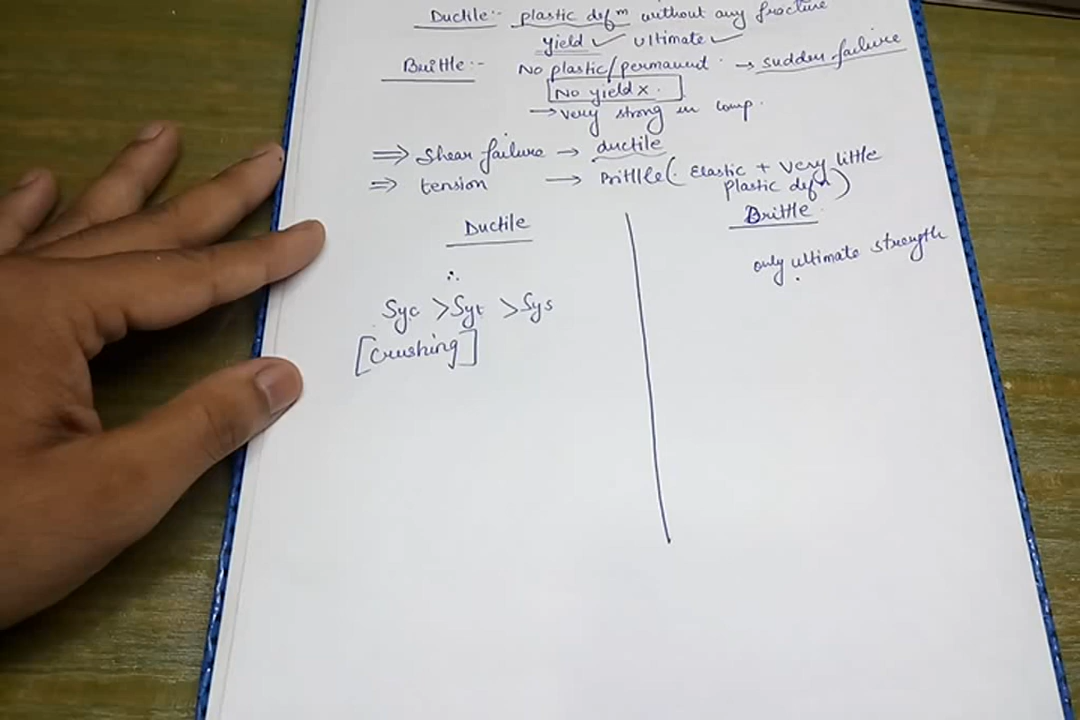 Ductile:- plastic defm without any fracture
yield ✓ ultimate ✓
Brittle:- No plastic/permanent → sudden failure
No yield x.
→ very strong in comp.
⇒ Shear failure → ductile
⇒ tension → Brittle (Elastic + very little
plastic defn)
Ductile
Brittle
only ultimate strength
∴
Syc > Syt > Sys
[Crushing]